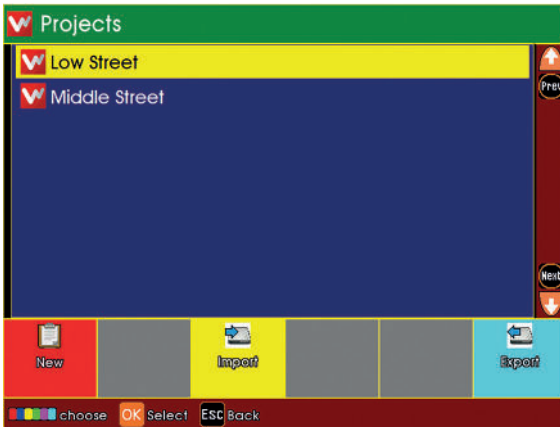 Projects
Low Street
Middle Street
Prev
Next
New
Import
Export
choose OK Select ESC Back